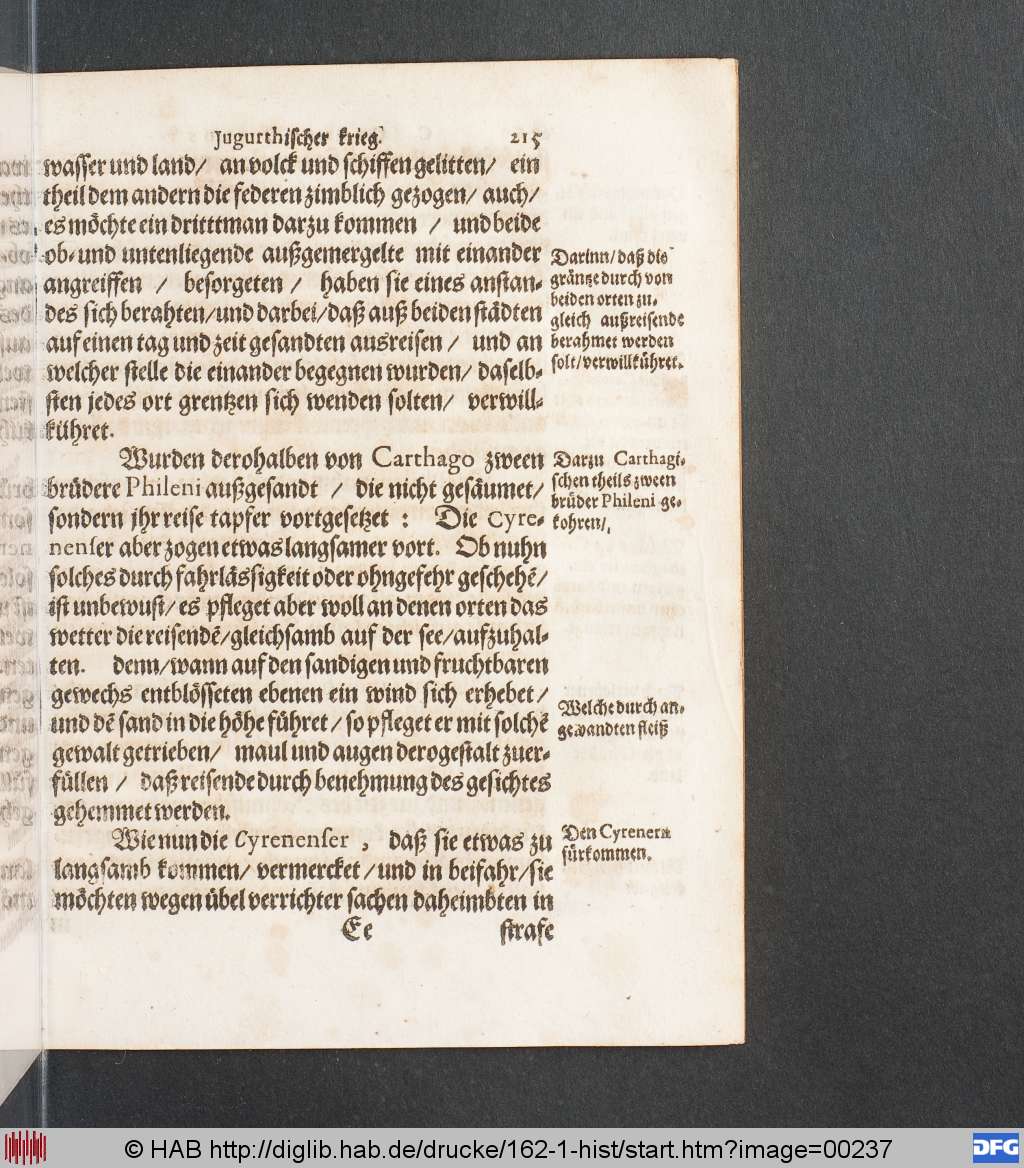 Jugurthischer krieg. 215
wasser und land/ an volck und schiffen gelitten/ ein
theil dem andern die federen zimblich gezogen/ auch/
es möchte ein dritttman darzu kommen / und beide
ob- und untenliegende außgemergelte mit einander
angreiffen / besorgeten / haben sie eines anstan-
des sich berahten/und darbei/daß auß beiden städten
auf einen tag und zeit gesandten ausreisen / und an
welcher stelle die einander begegnen wurden/ daselb-
sten jedes ort grentzen sich wenden solten/ verwill-
kühret.
Darinn/daß die
gräntze durch von
beiden orten zu-
gleich außreisende
berahmet werden
solt/verwillkühret.
Wurden derohalben von Carthago zween
brüdere Phileni außgesandt / die nicht gesäumet/
sondern jhr reise tapfer vortgesetzet : Die Cyre-
nenser aber zogen etwas langsamer vort. Ob nuhn
solches durch fahrlässigkeit oder ohngefehr geschehē/
ist unbewust/ es pfleget aber woll an denen orten das
wetter die reisendē/gleichsamb auf der see/aufzuhal-
ten. denn/wann auf den sandigen und fruchtbaren
gewechs entblösseten ebenen ein wind sich erhebet/
und dē sand in die höhe führet/ so pfleget er mit solchē
gewalt getrieben/ maul und augen derogestalt zuer-
füllen / daß reisende durch benehmung des gesichtes
gehemmet werden.
Darzu Carthagi-
schen theils zween
brüder Phileni ge-
kohren/,
Welche durch an-
gewandten fleiß
Wie nun die Cyrenenser , daß sie etwas zu
langsamb kommen/ vermercket /und in beifahr/sie
möchten wegen übel verrichter sachen daheimbten in
Den Cyrenern
fürkommen.
Ee strafe
© HAB http://diglib.hab.de/drucke/162-1-hist/start.htm?image=00237
DFG